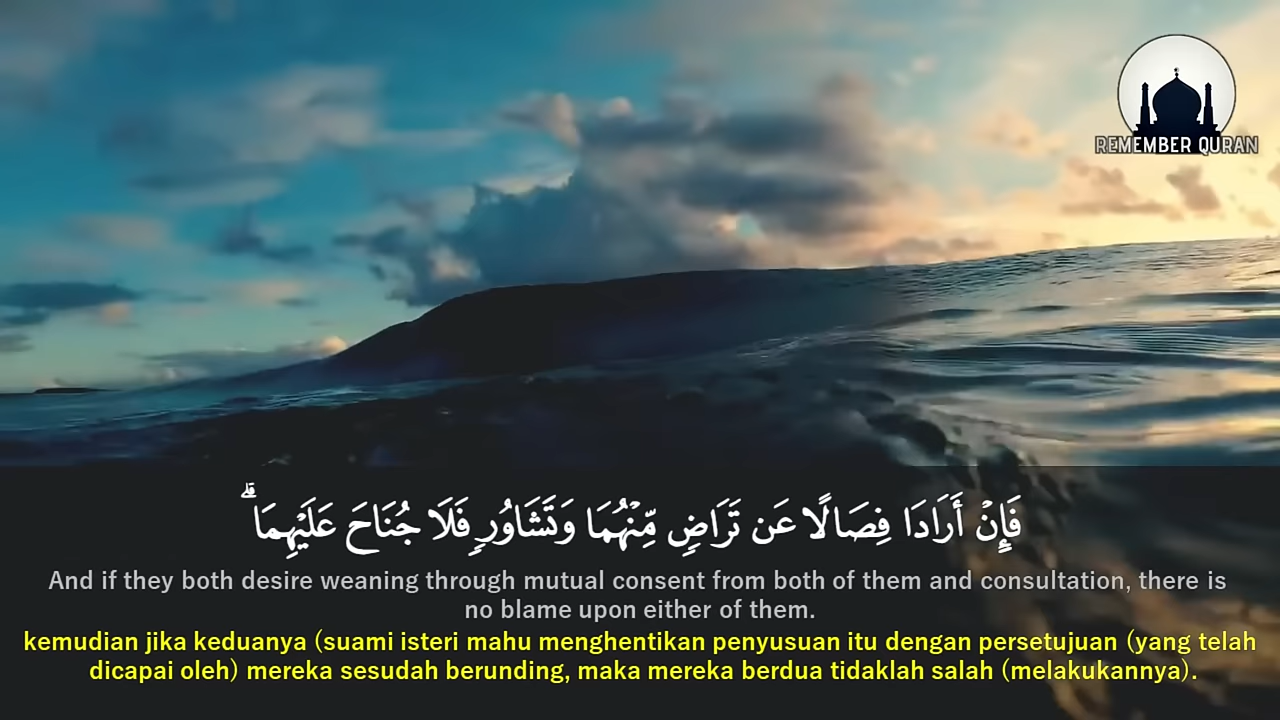 REMEMBER QURAN
فَإِنْ أَرَادَا فِصَالًا عَن تَرَاضٍ مِّنْهُمَا وَتَشَاوُرٍ فَلَا جُنَاحَ عَلَيْهِمَا ۗ
And if they both desire weaning through mutual consent from both of them and consultation, there is
no blame upon either of them.
kemudian jika keduanya (suami isteri mahu menghentikan penyusuan itu dengan persetujuan (yang telah
dicapai oleh) mereka sesudah berunding, maka mereka berdua tidaklah salah (melakukannya).